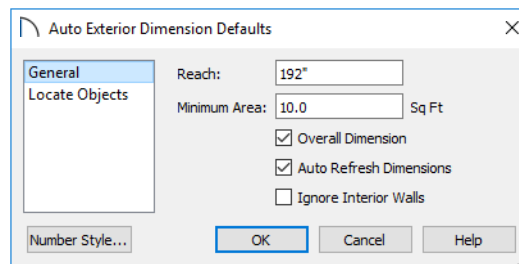 Auto Exterior Dimension Defaults
General
Locate Objects
Reach: 192"
Minimum Area: 10.0 Sq Ft
Overall Dimension
Auto Refresh Dimensions
Ignore Interior Walls
Number Style... OK Cancel Help